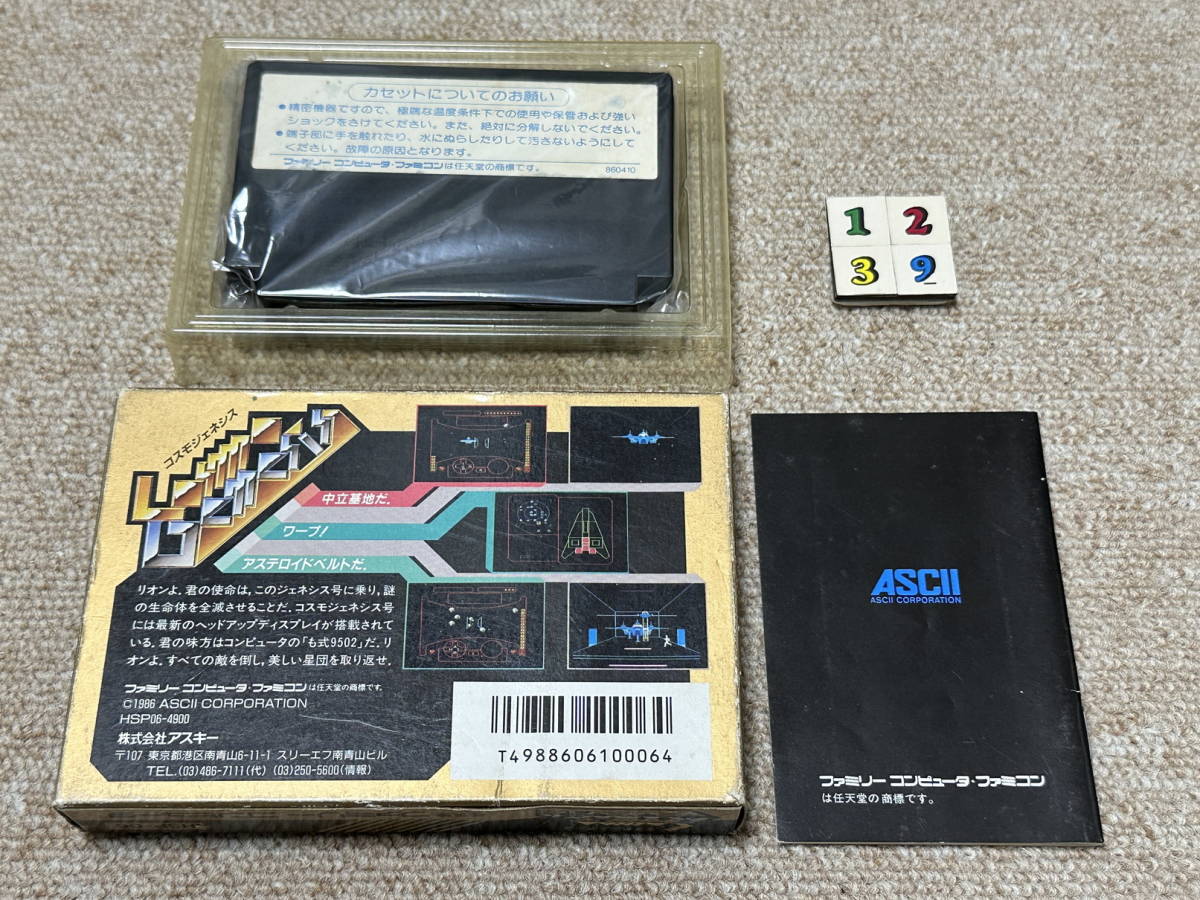 カセットについてのお願い
●精密機器ですので、極端な温度条件下での使用や保管および強い
ショックをさけてください。また、絶対に分解しないでください。
●端子部に手を触れたり、水にぬらしたりして汚さないようにして
ください。故障の原因となります。
ファミリー コンピュータ・ファミコンは任天堂の商標です。
860410
1 2
3 9
コスモジェネシス
中立基地だ.
ワープ!
アステロイドベルトだ.
リオンよ. 君の使命は, このジェネシス号に乗り, 謎
の生命体を全滅させることだ. コスモジェネシス号
には最新のヘッドアップディスプレイが搭載されて
いる. 君の味方はコンピュータの「も式9502」だ. リ
オンよ. すべての敵を倒し, 美しい星団を取り返せ.
ファミリー コンピュータ・ファミコンは任天堂の商標です.
©1986 ASCII CORPORATION
HSP06-4900
株式会社アスキー
〒107 東京都港区南青山6-11-1 スリーエフ南青山ビル
TEL.(03)486-7111(代) (03)250-5600(情報)
T4988606100064
ASCII
ASCII CORPORATION
ファミリー コンピュータ・ファミコン
は任天堂の商標です。